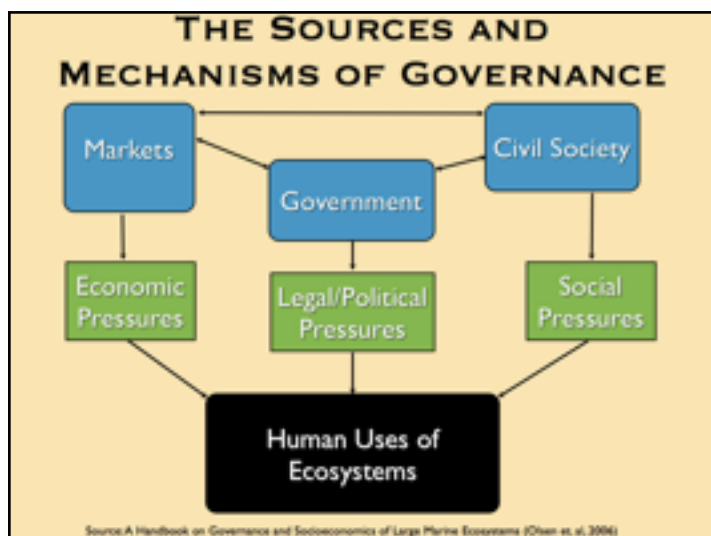 THE SOURCES AND
MECHANISMS OF GOVERNANCE
Markets
Civil Society
Government
Economic
Pressures
Legal/Political
Pressures
Social
Pressures
Human Uses of
Ecosystems
Source: A Handbook on Governance and Socioeconomics of Large Marine Ecosystems (Olsen et. al, 2006)